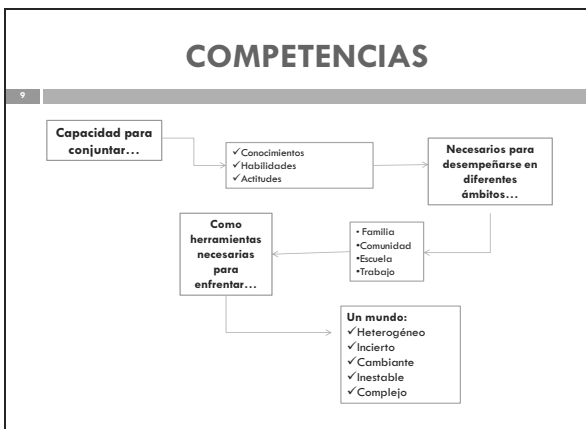 COMPETENCIAS
9
Capacidad para
conjuntar…
✓Conocimientos
✓Habilidades
✓Actitudes
Necesarios para
desempeñarse en
diferentes
ámbitos…
Como
herramientas
necesarias
para
enfrentar…
• Familia
•Comunidad
•Escuela
•Trabajo
Un mundo:
✓Heterogéneo
✓Incierto
✓Cambiante
✓Inestable
✓Complejo